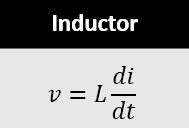 Inductor
v = L di/dt